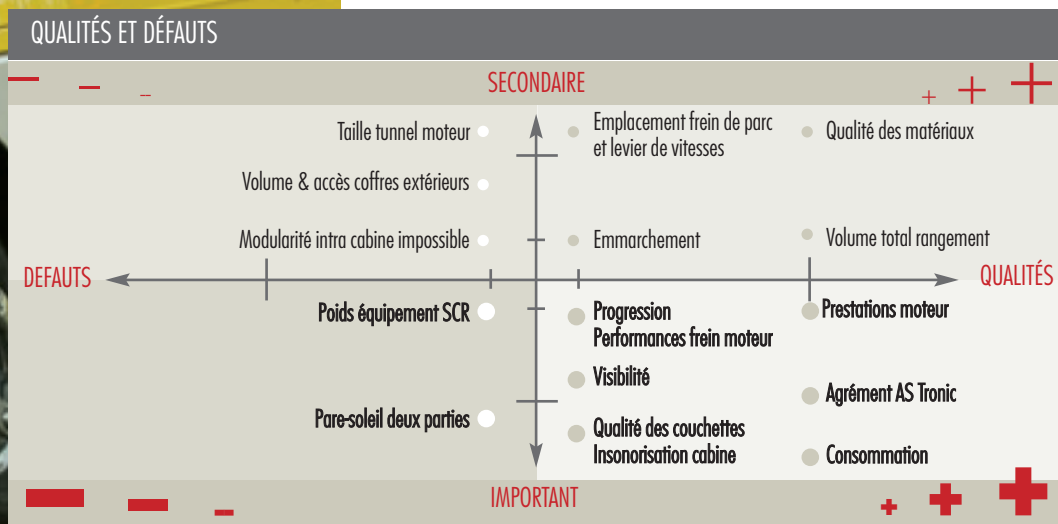 QUALITÉS ET DÉFAUTS
SECONDAIRE
Taille tunnel moteur
Emplacement frein de parc
et levier de vitesses
Qualité des matériaux
Volume & accès coffres extérieurs
Modularité intra cabine impossible
Emmarchement
Volume total rangement
DEFAUTS
QUALITÉS
Poids équipement SCR
Progression
Performances frein moteur
Prestations moteur
Visibilité
Agrément AS Tronic
Pare-soleil deux parties
Qualité des couchettes
Insonorisation cabine
Consommation
IMPORTANT